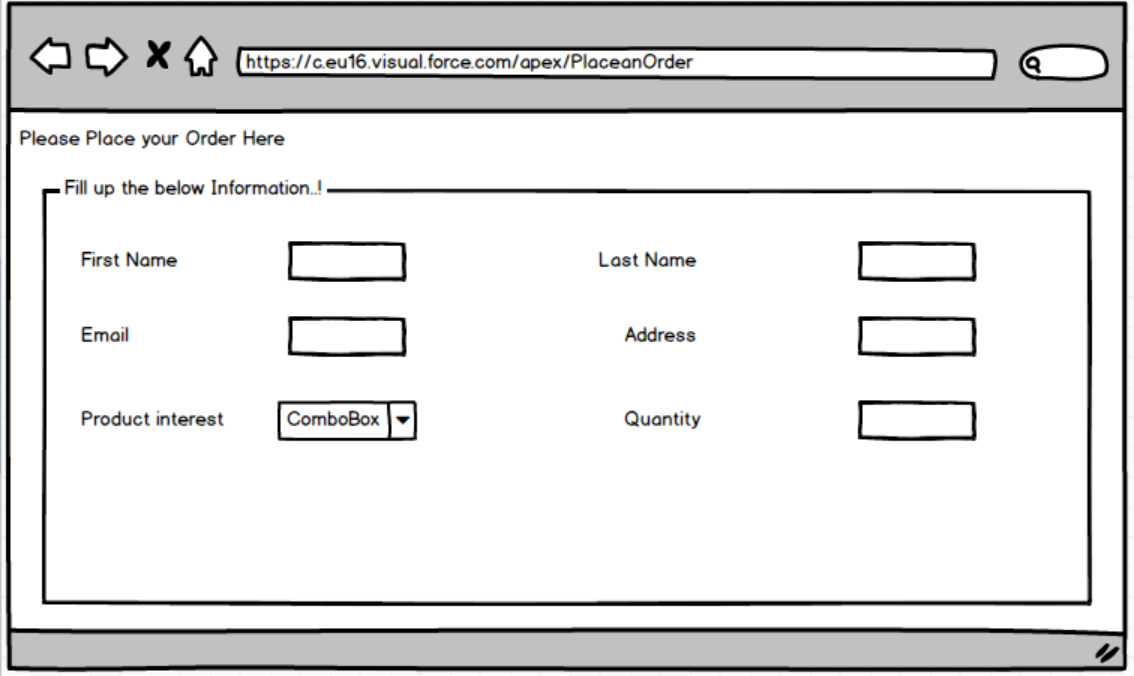 https://c.eu16.visual.force.com/apex/PlaceanOrder
Please Place your Order Here
Fill up the below Information..!
First Name
Last Name
Email
Address
Product interest
ComboBox
Quantity